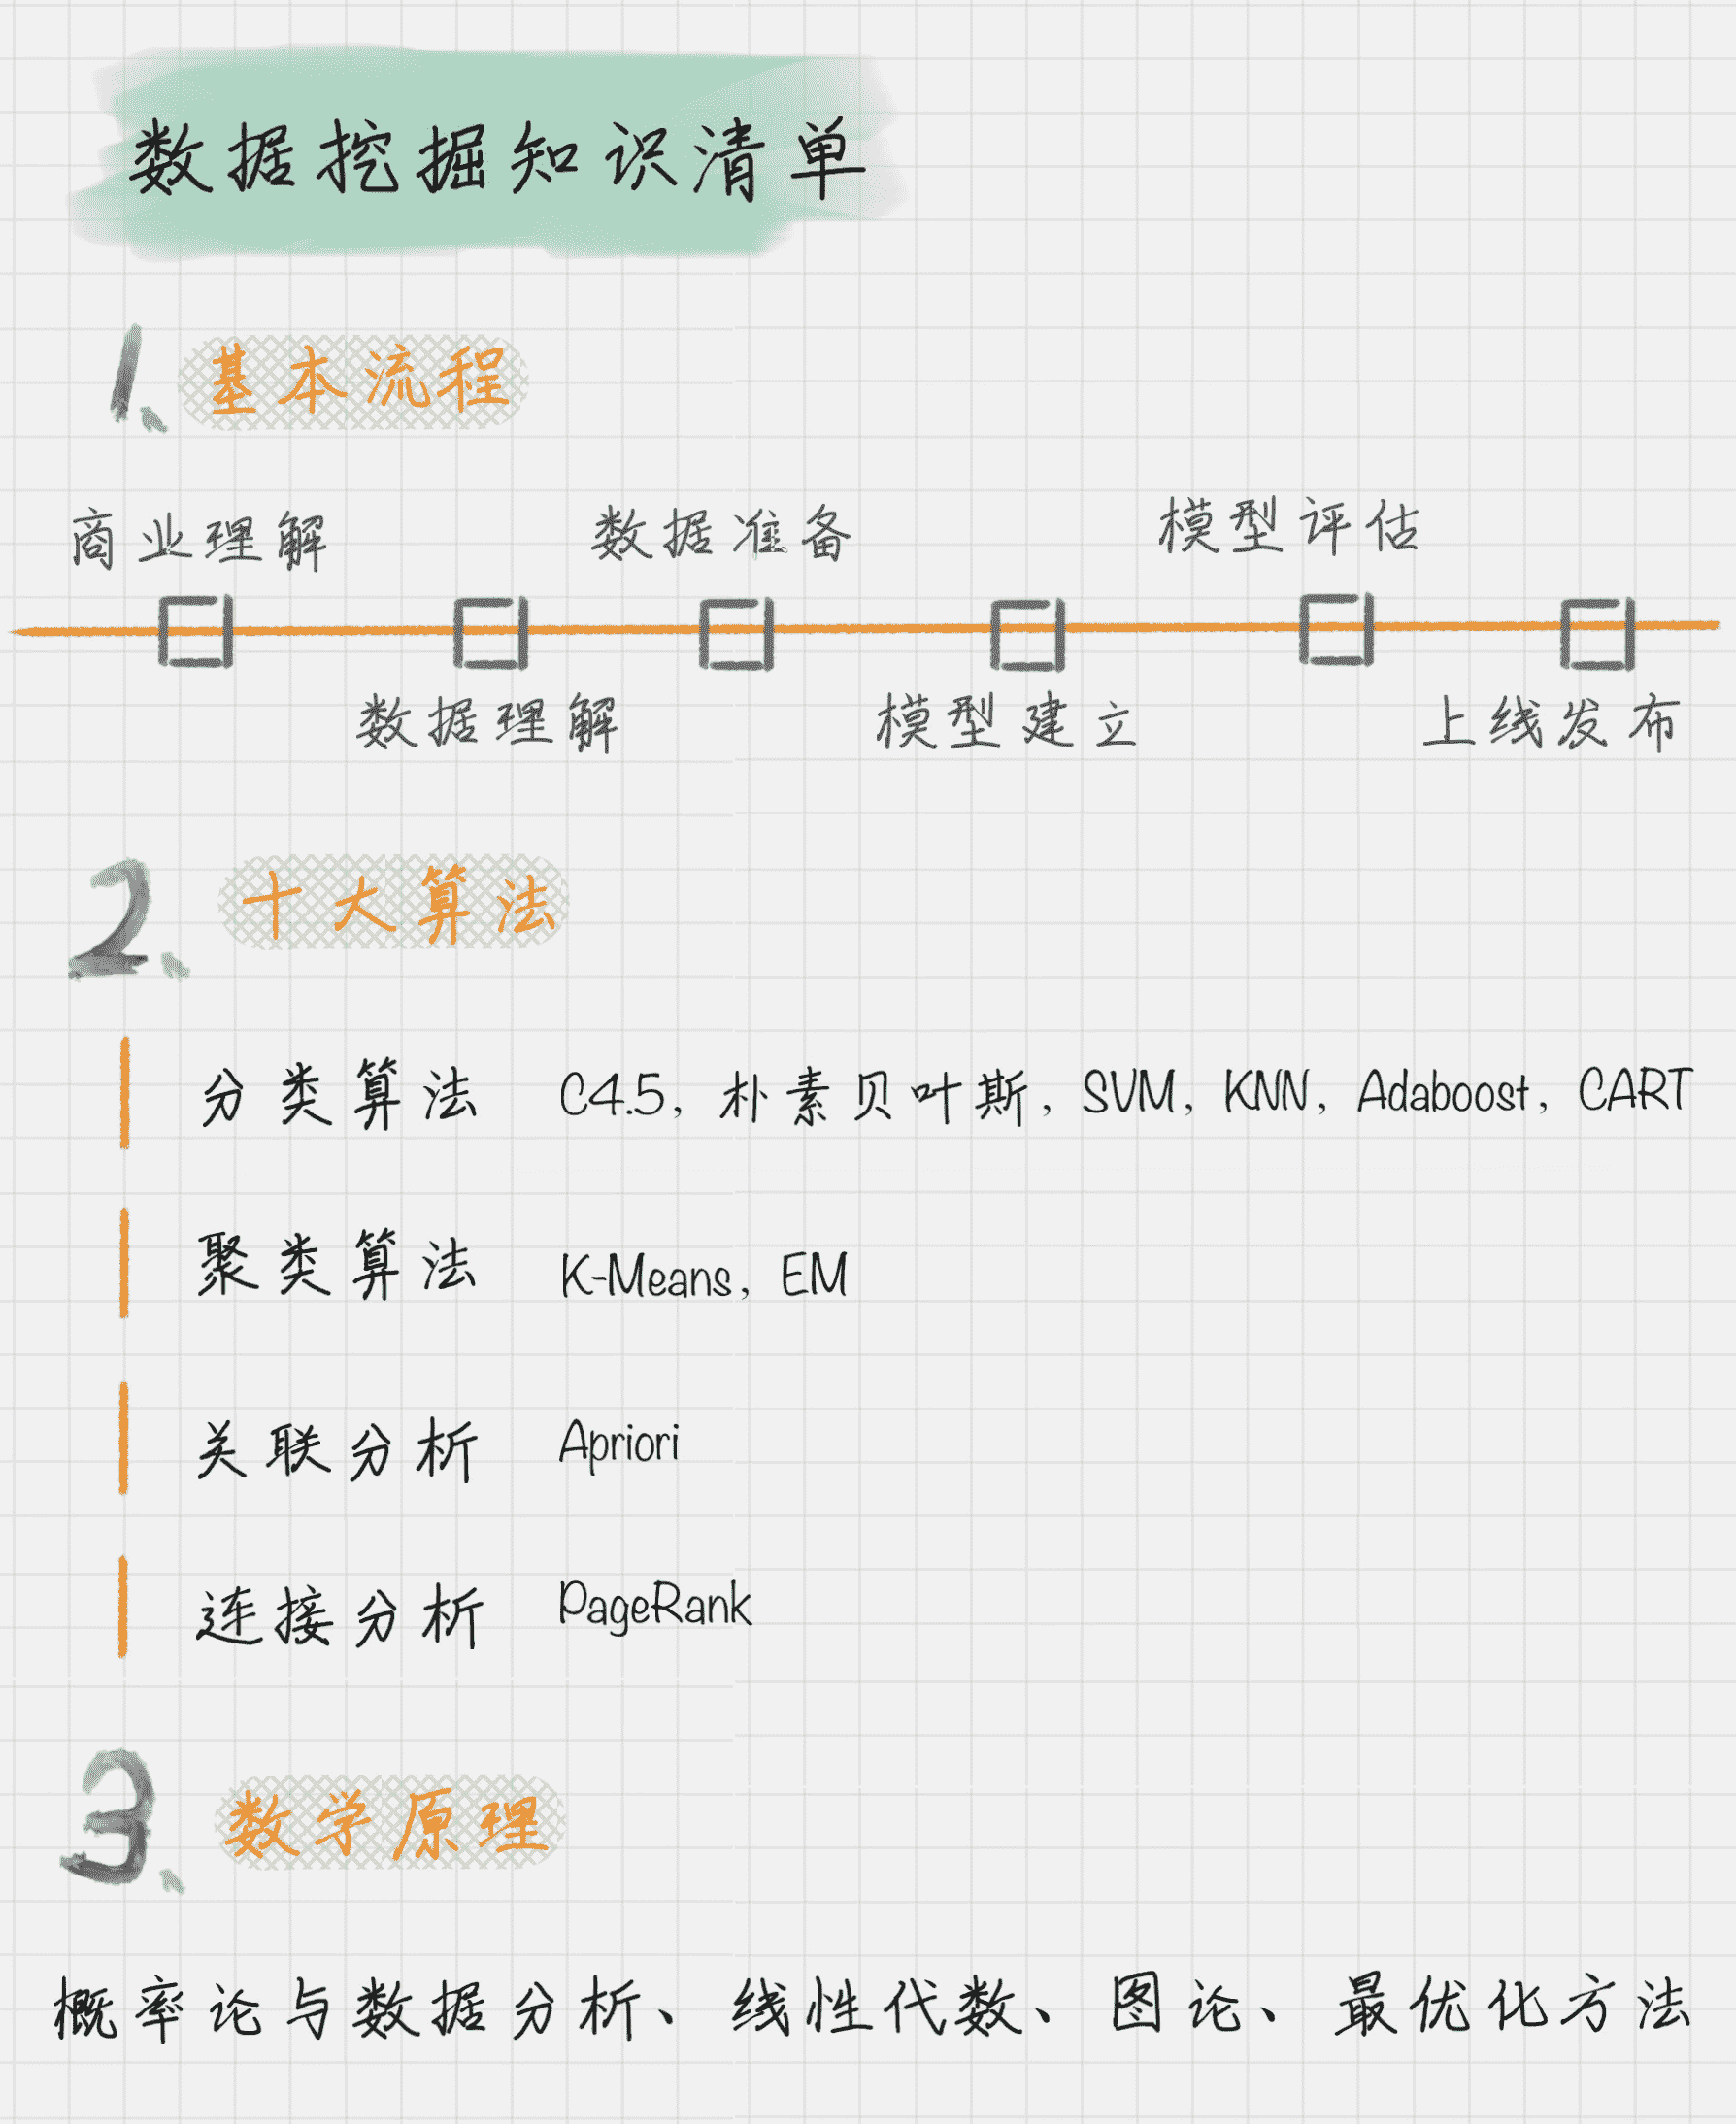 数据挖掘知识清单
1、基本流程
商业理解 数据准备 模型评估
数据理解 模型建立 上线发布
2、十大算法
分类算法 C4.5, 朴素贝叶斯, SVM, KNN, Adaboost, CART
聚类算法 K-Means, EM
关联分析 Apriori
连接分析 PageRank
3、数学原理
概率论与数据分析、线性代数、图论、最优化方法